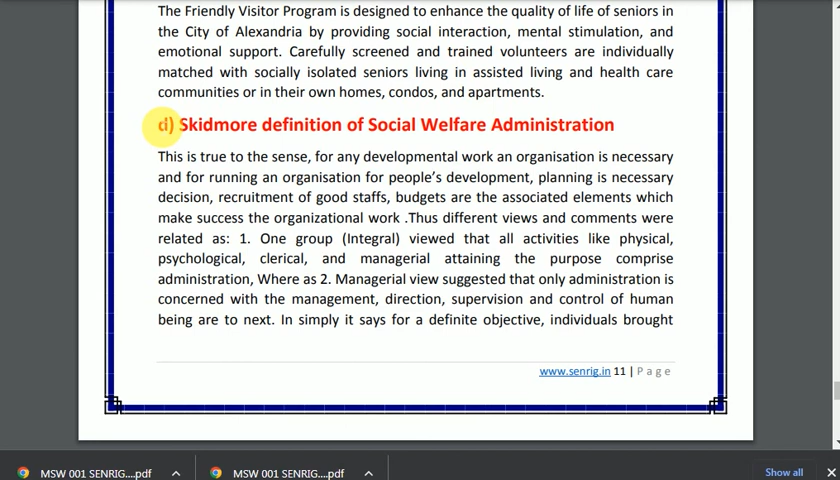 The Friendly Visitor Program is designed to enhance the quality of life of seniors in
the City of Alexandria by providing social interaction, mental stimulation, and
emotional support. Carefully screened and trained volunteers are individually
matched with socially isolated seniors living in assisted living and health care
communities or in their own homes, condos, and apartments.
d) Skidmore definition of Social Welfare Administration
This is true to the sense, for any developmental work an organisation is necessary
and for running an organisation for people's development, planning is necessary
decision, recruitment of good staffs, budgets are the associated elements which
make success the organizational work .Thus different views and comments were
related as: 1. One group (Integral) viewed that all activities like physical,
psychological, clerical, and managerial attaining the purpose comprise
administration, Where as 2. Managerial view suggested that only administration is
concerned with the management, direction, supervision and control of human
being are to next. In simply it says for a definite objective, individuals brought
www.senrig.in 11 | Page
MSW 001 SENRIG....pdf MSW 001 SENRIG....pdf Show all